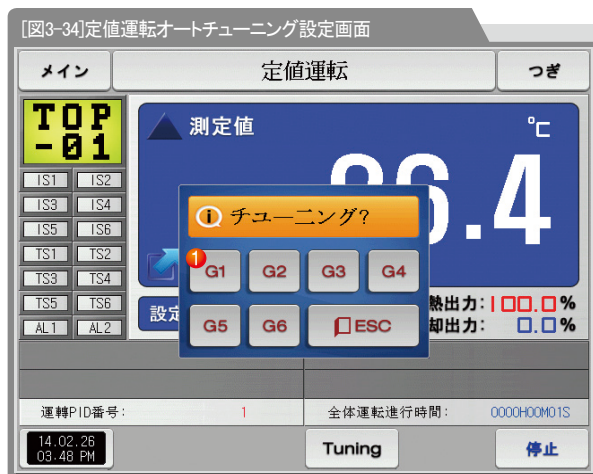 [図3-34]定値運転オートチューニング設定画面
メイン
定値運転
つぎ
TOP
-01
測定値
℃
6.4
IS1 IS2
IS3 IS4
IS5 IS6
TS1 TS2
TS3 TS4
TS5 TS6
AL1 AL2
チューニング?
1
G1 G2 G3 G4
G5 G6 ESC
設定
熱出力: 100.0 %
却出力: 0.0 %
運轉PID番号: 1
全体運転進行時間: 0000H00M01S
14.02.26
03:48 PM
Tuning
停止